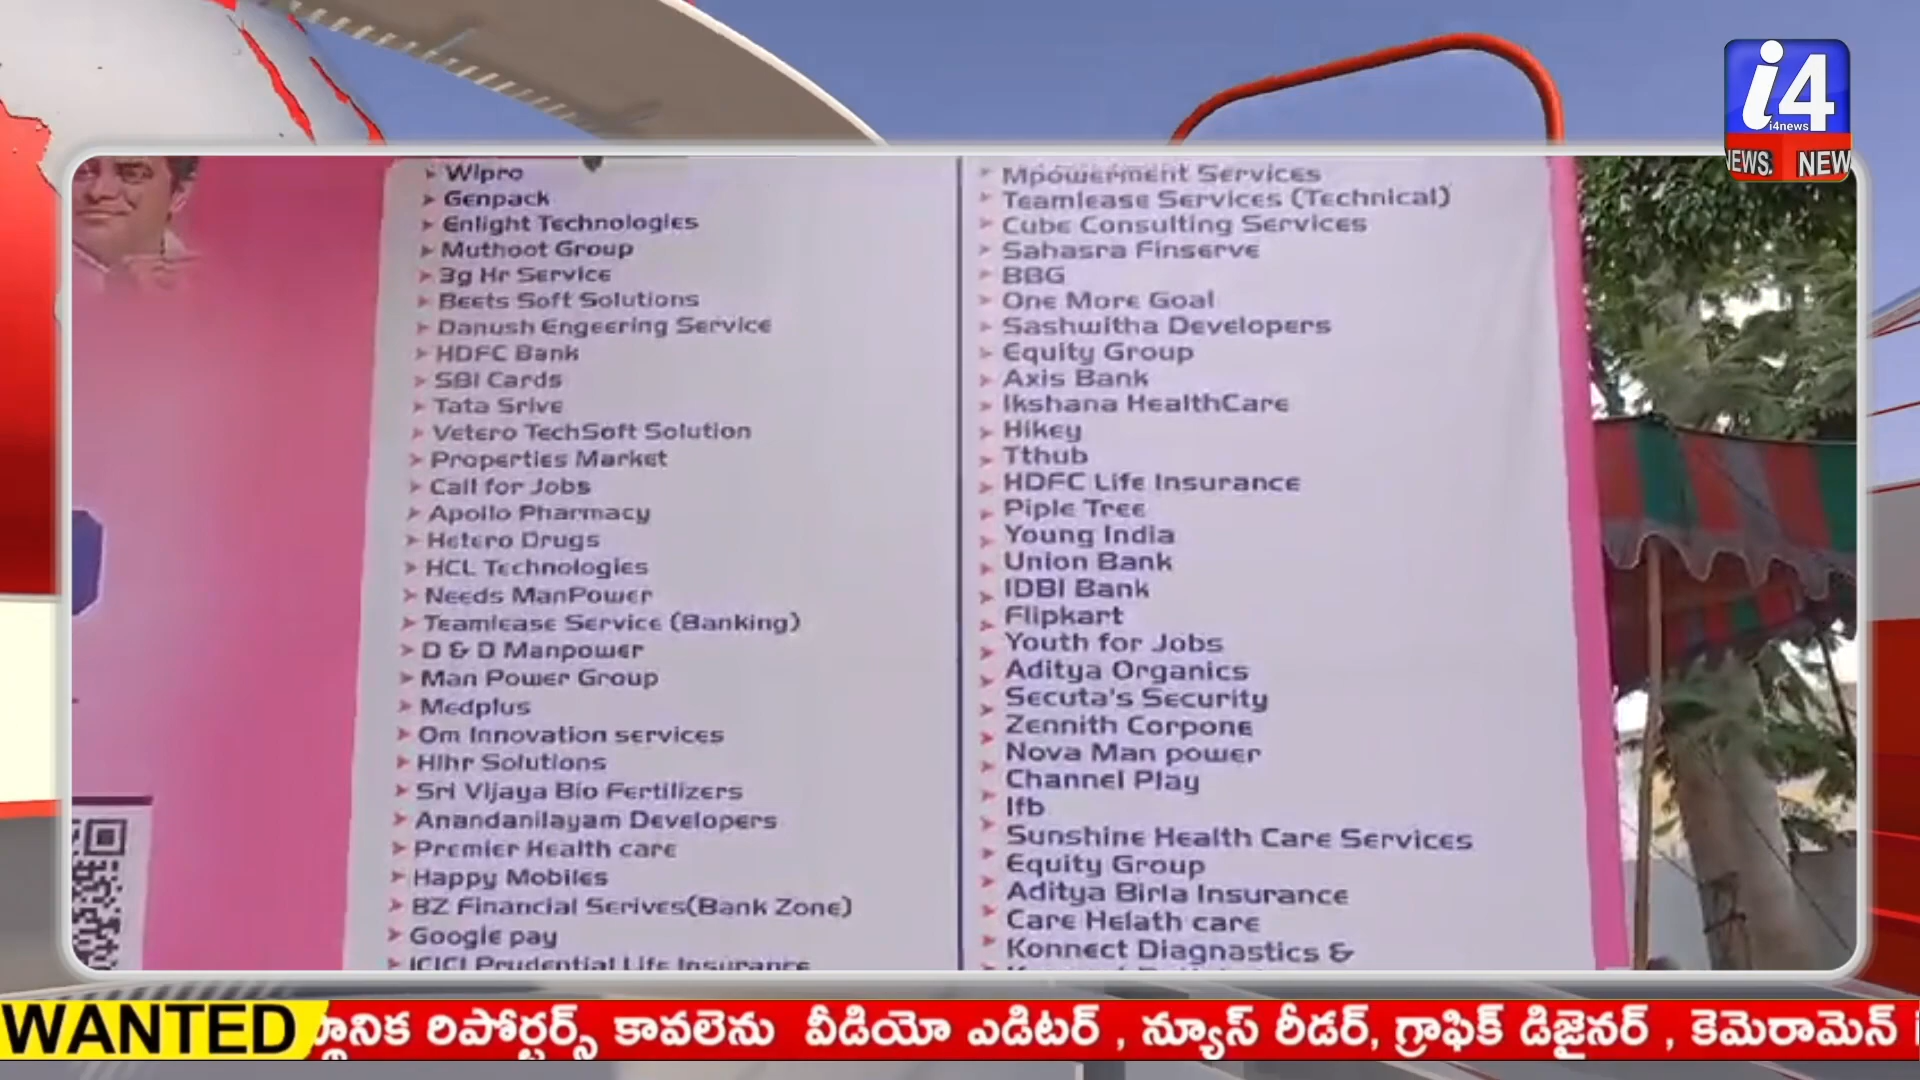 i4
i4news
NEWS. NEW
Wipro
Genpack
Enlight Technologies
Muthoot Group
3g Hr Service
Beets Soft Solutions
Danush Engeering Service
HDFC Bank
SBI Cards
Tata Srive
Vetero TechSoft Solution
Properties Market
Call for Jobs
Apollo Pharmacy
Hetero Drugs
HCL Technologies
Needs ManPower
Teamlease Service (Banking)
D & D Manpower
Man Power Group
Medplus
Om Innovation services
Hihr Solutions
Sri Vijaya Bio Fertilizers
Anandanilayam Developers
Premier Health care
Happy Mobiles
BZ Financial Serives(Bank Zone)
Google pay
ICICI Prudential Life Insurance
Mpowerment Services
Teamlease Services (Technical)
Cube Consulting Services
Sahasra Finserve
BBG
One More Goal
Sashwitha Developers
Equity Group
Axis Bank
Ikshana HealthCare
Hikey
Tthub
HDFC Life Insurance
Piple Tree
Young India
Union Bank
IDBI Bank
Flipkart
Youth for Jobs
Aditya Organics
Secuta's Security
Zennith Corpone
Nova Man power
Channel Play
Ifb
Sunshine Health Care Services
Equity Group
Aditya Birla Insurance
Care Helath care
Konnect Diagnastics &
WANTED రిపోర్టర్స్ కావలెను వీడియో ఎడిటర్ , న్యూస్ రీడర్, గ్రాఫిక్ డిజైనర్ , కెమెరామెన్